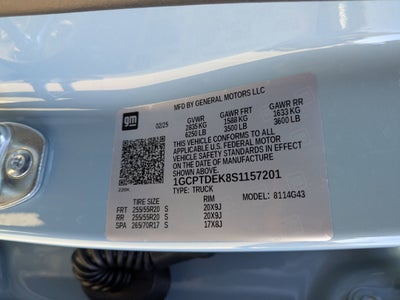 MFD BY GENERAL MOTORS LLC
gm
02/25
GVWR
2835 KG
6250 LB
GAWR FRT
1588 KG
3500 LB
GAWR RR
1633 KG
3600 LB
THIS VEHICLE CONFORMS TO ALL
APPLICABLE U.S. FEDERAL MOTOR
VEHICLE SAFETY STANDARDS IN
EFFECT ON THE DATE OF
MANUFACTURE SHOWN ABOVE.
1GCPTDEK8S1157201
TYPE: TRUCK
MODEL: 8114G43
TIRE SIZE RIM
FRT 255/55R20 S 20X9J
RR 255/55R20 S 20X9J
SPA 265/70R17 S 17X8J